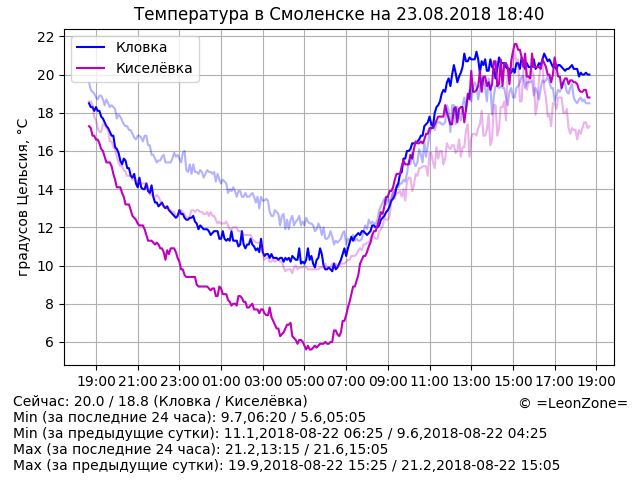 Температура в Смоленске на 23.08.2018 18:40
Кловка
Киселёвка
градусов Цельсия, °C
22
20
18
16
14
12
10
8
6
19:00 21:00 23:00 01:00 03:00 05:00 07:00 09:00 11:00 13:00 15:00 17:00 19:00
Сейчас: 20.0 / 18.8 (Кловка / Киселёвка)
© =LeonZone=
Min (за последние 24 часа): 9.7,06:20 / 5.6,05:05
Min (за предыдущие сутки): 11.1,2018-08-22 06:25 / 9.6,2018-08-22 04:25
Max (за последние 24 часа): 21.2,13:15 / 21.6,15:05
Max (за предыдущие сутки): 19.9,2018-08-22 15:25 / 21.2,2018-08-22 15:05